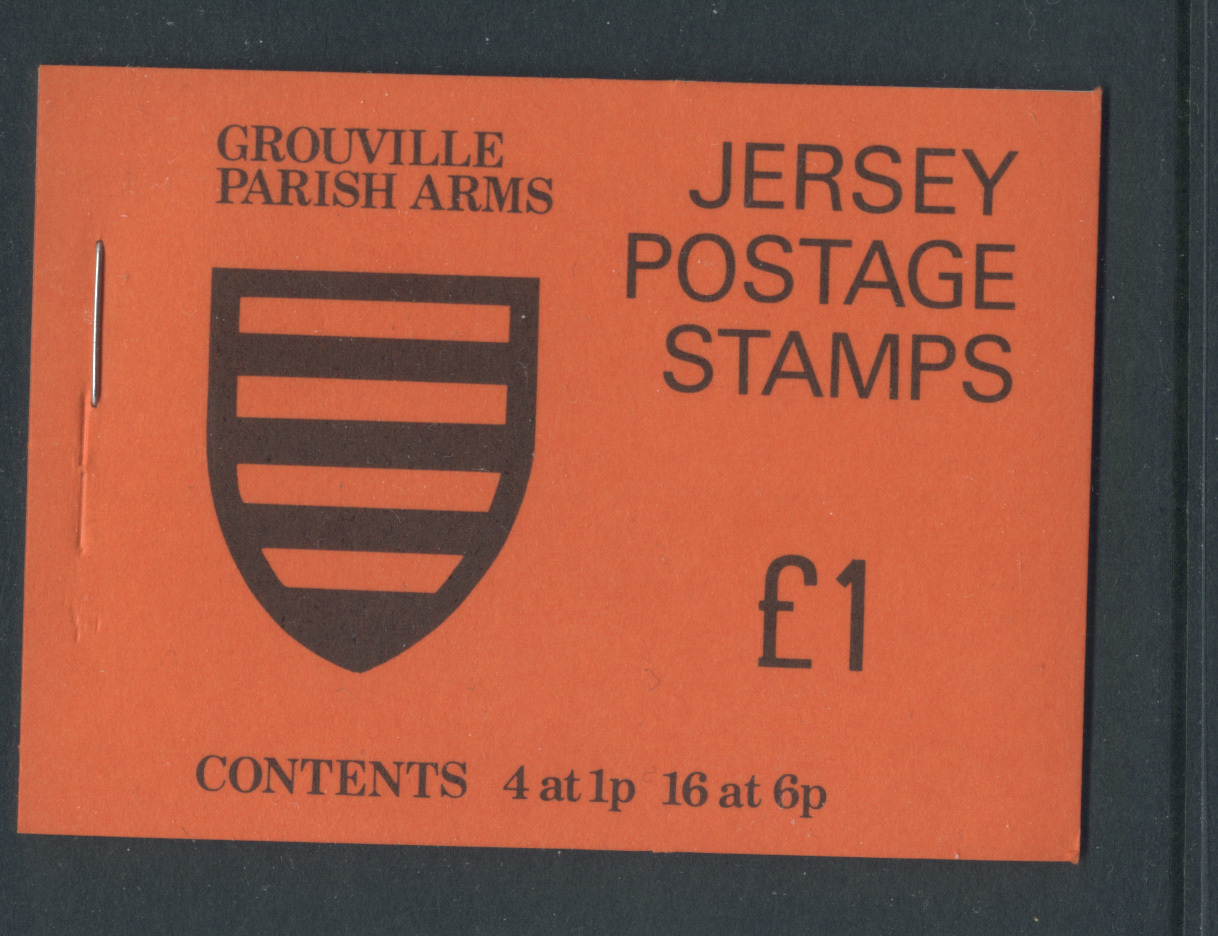 GROUVILLE
PARISH ARMS
JERSEY
POSTAGE
STAMPS
£1
CONTENTS 4 at 1p 16 at 6p